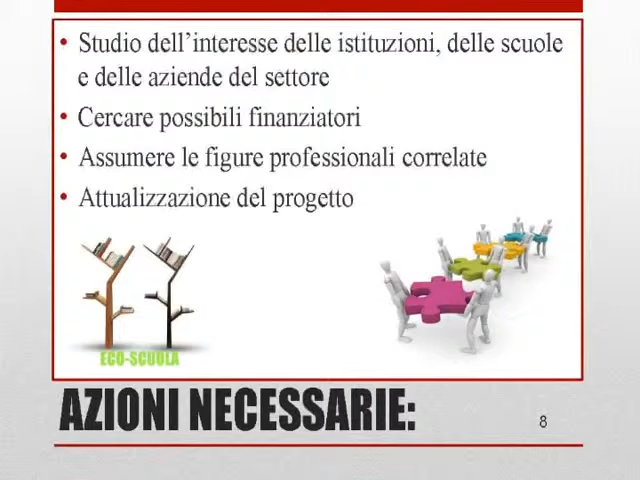 • Studio dell'interesse delle istituzioni, delle scuole
e delle aziende del settore
• Cercare possibili finanziatori
• Assumere le figure professionali correlate
• Attualizzazione del progetto
ECO-SCUOLA
AZIONI NECESSARIE:
8